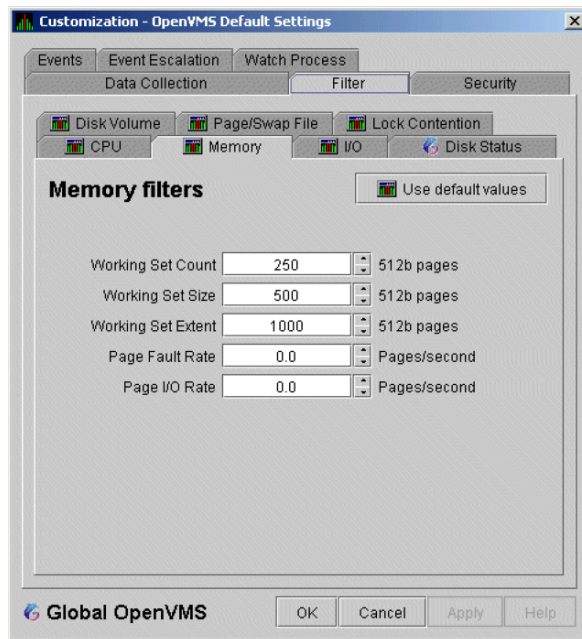 Customization - OpenVMS Default Settings
Events Event Escalation Watch Process
Data Collection Filter Security
Disk Volume Page/Swap File Lock Contention
CPU Memory I/O Disk Status
Memory filters Use default values
Working Set Count 250 512b pages
Working Set Size 500 512b pages
Working Set Extent 1000 512b pages
Page Fault Rate 0.0 Pages/second
Page I/O Rate 0.0 Pages/second
Global OpenVMS OK Cancel Apply Help